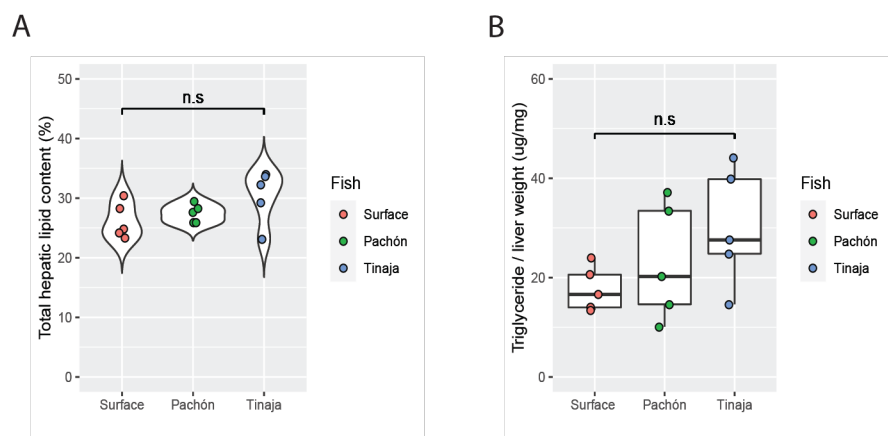 A
Total hepatic lipid content (%)
50
40
30
20
10
0
n.s
Surface
Pachón
Tinaja
Fish
Surface
Pachón
Tinaja
B
Triglyceride / liver weight (ug/mg)
60
40
20
0
n.s
Surface
Pachón
Tinaja
Fish
Surface
Pachón
Tinaja